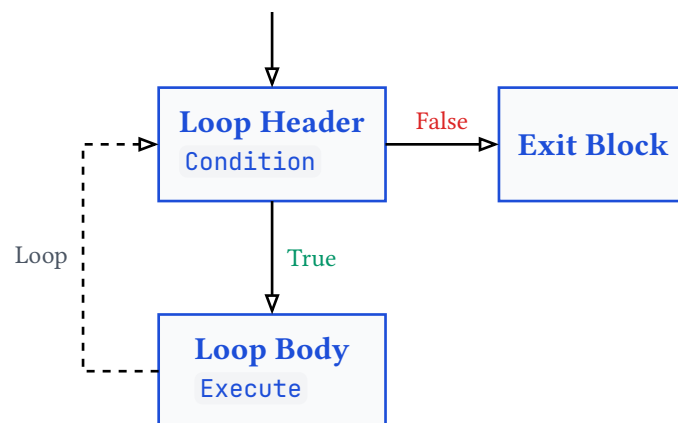 Loop Header
Condition
False
Exit Block
Loop
True
Loop Body
Execute